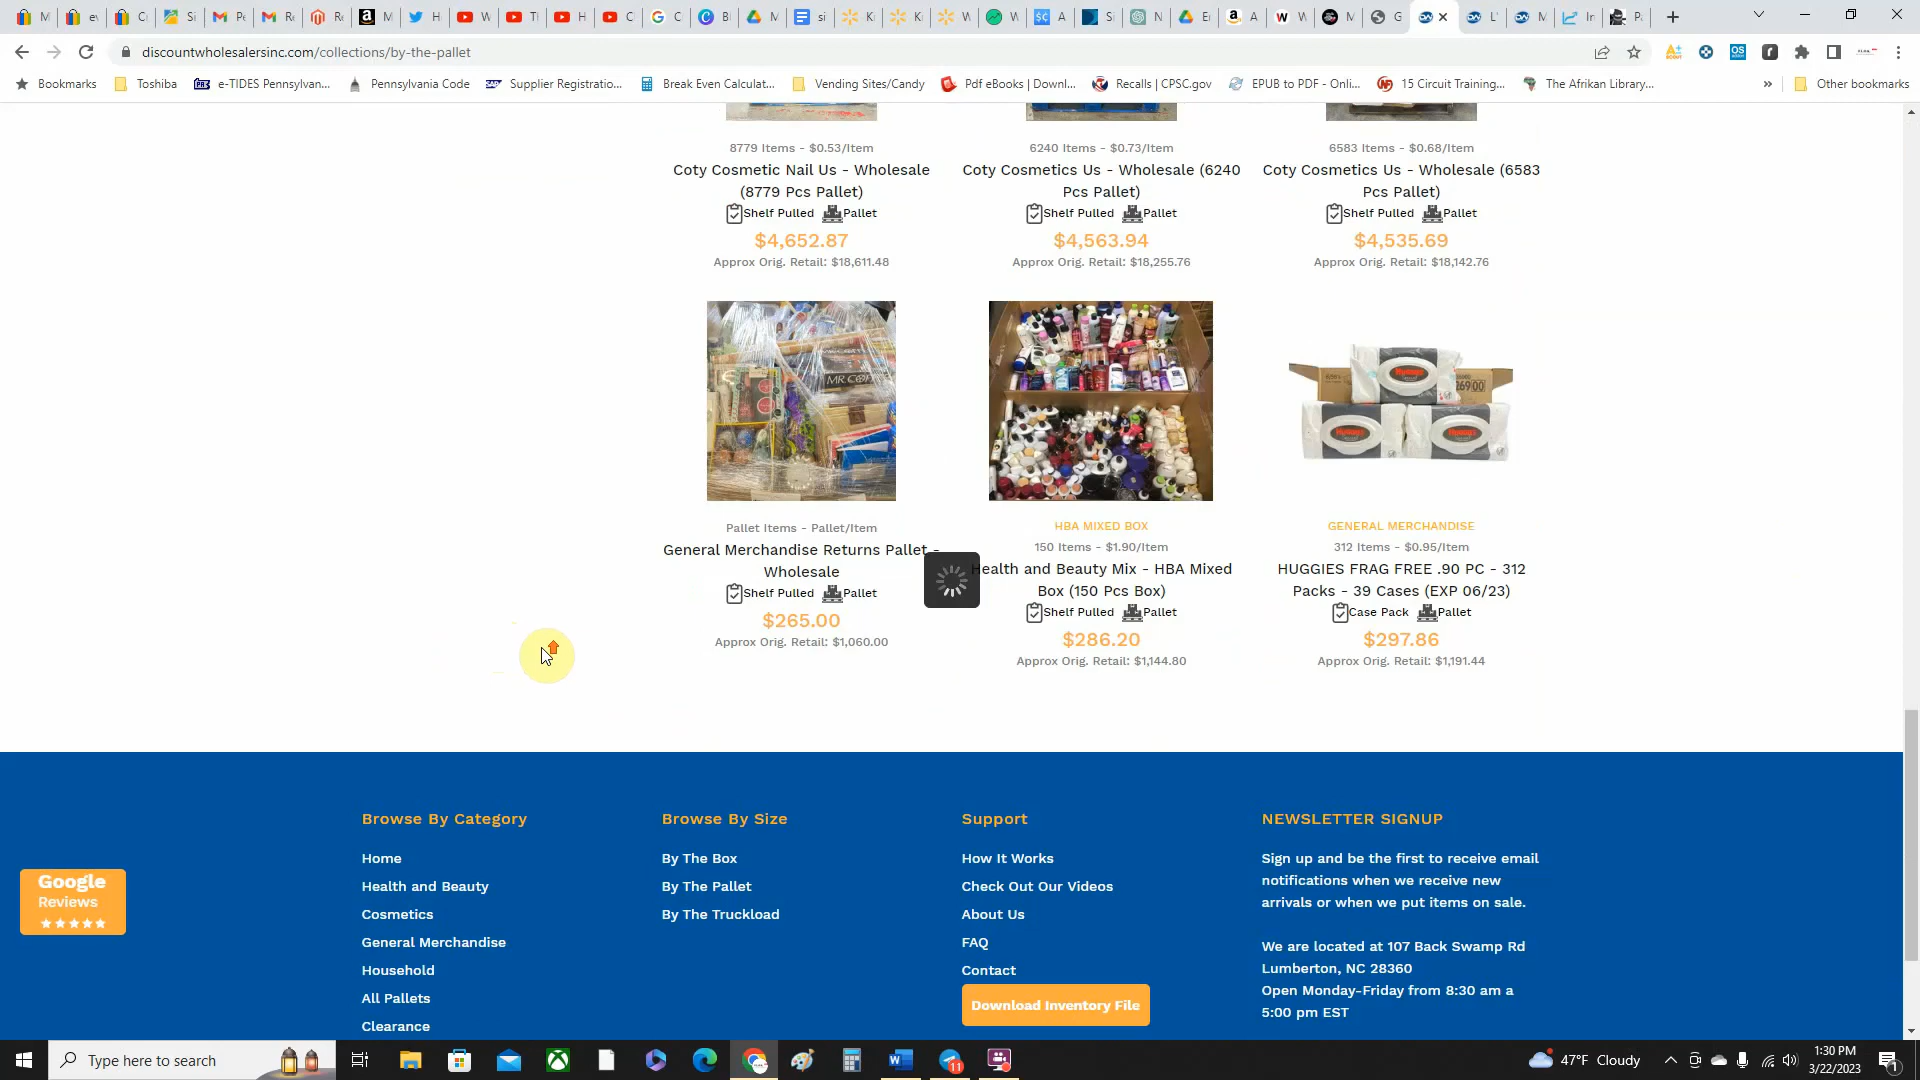 discountwholesalersinc.com/collections/by-the-pallet
Bookmarks Toshiba e-TIDES Pennsylvan... Pennsylvania Code Supplier Registratio... Break Even Calculat... Vending Sites/Candy Pdf eBooks | Downl... Recalls | CPSC.gov EPUB to PDF - Onli... 15 Circuit Training... The Afrikan Library... » Other bookmarks
8779 Items - $0.53/Item
Coty Cosmetic Nail Us - Wholesale
(8779 Pcs Pallet)
Shelf Pulled Pallet
$4,652.87
Approx Orig. Retail: $18,611.48
6240 Items - $0.73/Item
Coty Cosmetics Us - Wholesale (6240
Pcs Pallet)
Shelf Pulled Pallet
$4,563.94
Approx Orig. Retail: $18,255.76
6583 Items - $0.68/Item
Coty Cosmetics Us - Wholesale (6583
Pcs Pallet)
Shelf Pulled Pallet
$4,535.69
Approx Orig. Retail: $18,142.76
Pallet Items - Pallet/Item
General Merchandise Returns Pallet -
Wholesale
Shelf Pulled Pallet
$265.00
Approx Orig. Retail: $1,060.00
HBA MIXED BOX
150 Items - $1.90/Item
Health and Beauty Mix - HBA Mixed
Box (150 Pcs Box)
Shelf Pulled Pallet
$286.20
Approx Orig. Retail: $1,144.80
Huggies
Huggies
Huggies
GENERAL MERCHANDISE
312 Items - $0.95/Item
HUGGIES FRAG FREE .90 PC - 312
Packs - 39 Cases (EXP 06/23)
Case Pack Pallet
$297.86
Approx Orig. Retail: $1,191.44
Google
Reviews
Browse By Category
Home
Health and Beauty
Cosmetics
General Merchandise
Household
All Pallets
Clearance
Browse By Size
By The Box
By The Pallet
By The Truckload
Support
How It Works
Check Out Our Videos
About Us
FAQ
Contact
Download Inventory File
NEWSLETTER SIGNUP
Sign up and be the first to receive email
notifications when we receive new
arrivals or when we put items on sale.
We are located at 107 Back Swamp Rd
Lumberton, NC 28360
Open Monday-Friday from 8:30 am a
5:00 pm EST
Type here to search
11
47°F Cloudy
1:30 PM
3/22/2023
1